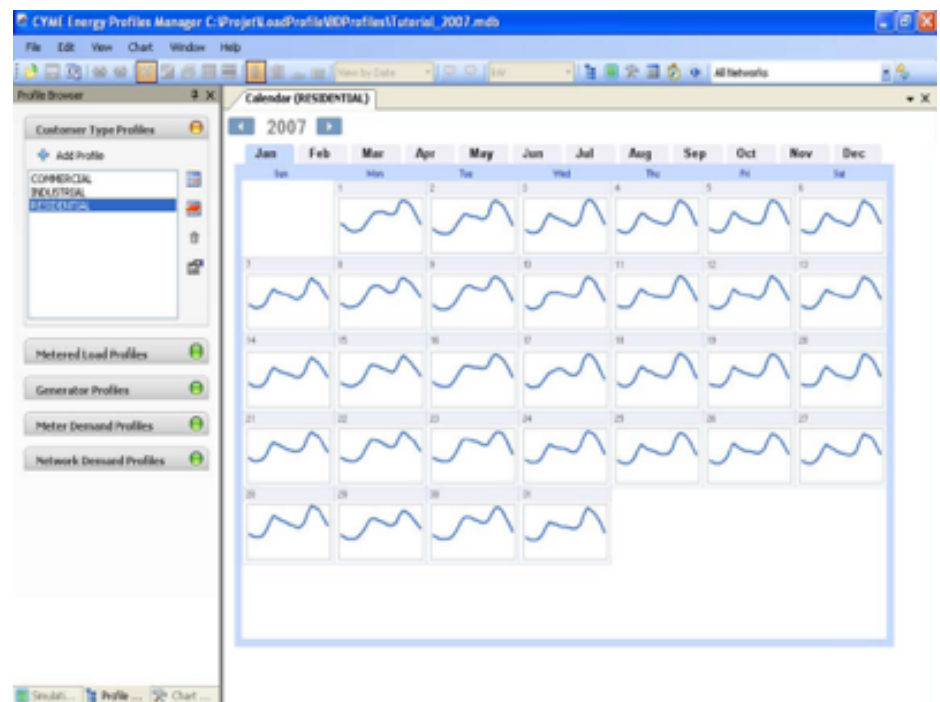 CYME Energy Profiles Manager C:\Projet\LoadProfile\BDProfiles\Tutorial_2007.mdb
File Edit View Chart Window Help
View by Date kW All Networks
Profile Browser
Calendar (RESIDENTIAL)
Customer Type Profiles
2007
Add Profile
Jan Feb Mar Apr May Jun Jul Aug Sep Oct Nov Dec
Sun Mon Tue Wed Thu Fri Sat
COMMERCIAL
INDUSTRIAL
RESIDENTIAL
1 2 3 4 5 6
7 8 9 10 11 12 13
Metered Load Profiles
14 15 16 17 18 19 20
Generator Profiles
Meter Demand Profiles
21 22 23 24 25 26 27
Network Demand Profiles
28 29 30 31
Simulati... Profile ... Chart ...